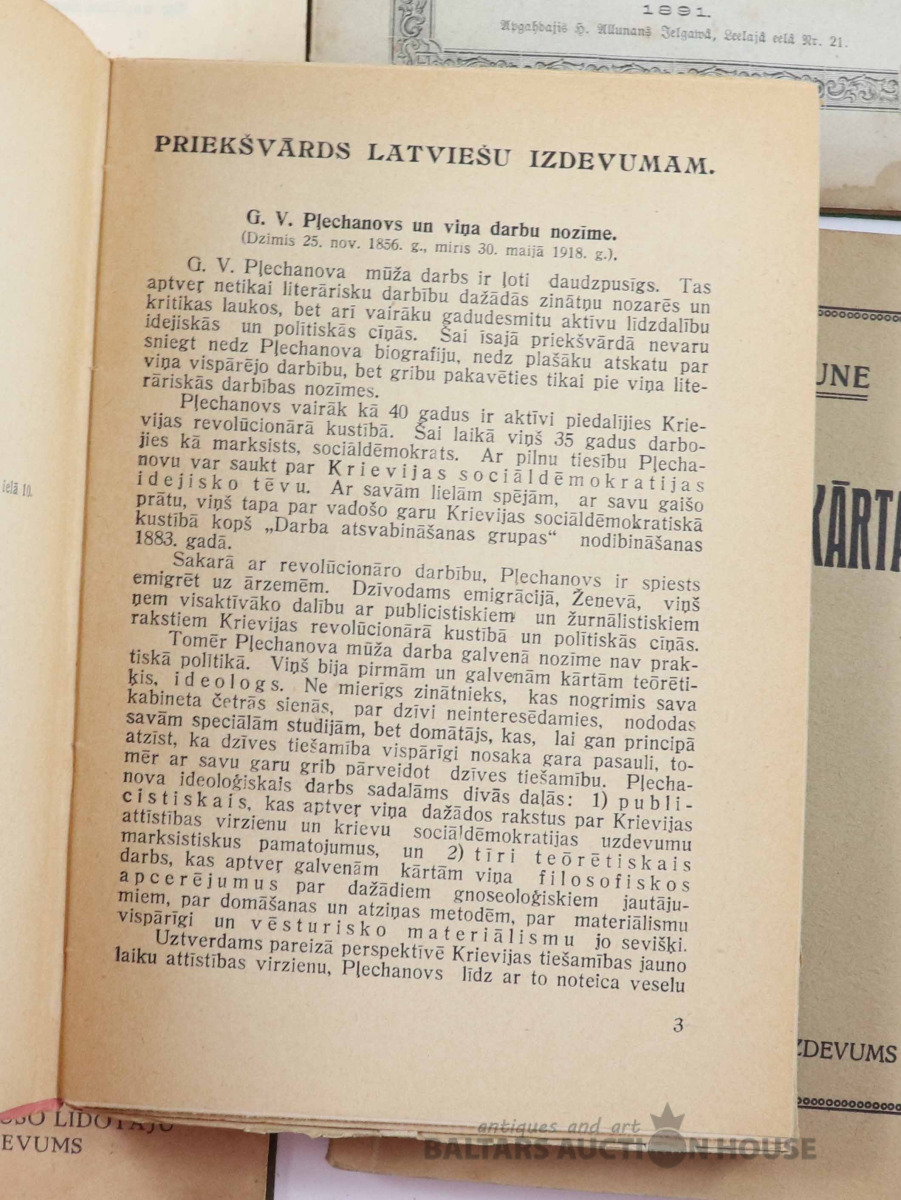 1891.
Apgahdajis H. Allunans Jelgawā, Leelajā eelā Nr. 21.
PRIEKŠVĀRDS LATVIEŠU IZDEVUMAM.
G. V. Pļechanovs un viņa darbu nozīme.
(Dzimis 25. nov. 1856. g., miris 30. maijā 1918. g.).
G. V. Pļechanova mūža darbs ir ļoti daudzpusīgs. Tas
aptveŗ netikai literārisku darbību dažādās zinātņu nozarēs un
kritikas laukos, bet arī vairāku gadudesmitu aktīvu līdzdalību
idejiskās un polītiskās cīņās. Šai īsajā priekšvārdā nevaru
sniegt nedz Pļechanova biografiju, nedz plašāku atskatu par
viņa vispārējo darbību, bet gribu pakavēties tikai pie viņa lite-
rāriskās darbības nozīmes.
Pļechanovs vairāk kā 40 gadus ir aktīvi piedalījies Krie-
vijas revolūcionārā kustībā. Šai laikā viņš 35 gadus darbo-
jies kā marksists, sociāldēmokrats. Ar pilnu tiesību Pļecha-
novu var saukt par Krievijas sociāldēmokratijas
idejisko tēvu. Ar savām lielām spējām, ar savu gaišo
prātu, viņš tapa par vadošo garu Krievijas sociāldēmokratiskā
kustībā kopš „Darba atsvabināšanas grupas“ nodibināšanas
1883. gadā.
Sakarā ar revolūcionāro darbību, Pļechanovs ir spiests
emigrēt uz ārzemēm. Dzīvodams emigrācijā, Ženevā, viņš
ņem visaktīvāko dalību ar publicistiskiem un žurnālistiskiem
rakstiem Krievijas revolūcionārā kustībā un polītiskās cīņās.
Tomēr Pļechanova mūža darba galvenā nozīme nav prak-
tiskā polītikā. Viņš bija pirmām un galvenām kārtām teōrēti-
ķis, ideologs. Ne mierīgs zinātnieks, kas nogrimis sava
kabineta četrās sienās, par dzīvi neinteresēdamies, nododas
savām speciālām studijām, bet domātājs, kas, lai gan principā
atzīst, ka dzīves tiešamība vispārīgi nosaka gara pasauli, to-
mēr ar savu garu grib pārveidot dzīves tiešamību. Pļecha-
nova ideoloģiskais darbs sadalāms divās daļās: 1) publi-
cistiskais, kas aptveŗ viņa dažādos rakstus par Krievijas
attīstības virzienu un krievu sociāldēmokratijas uzdevumu
marksistiskus pamatojumus, un 2) tīri teōrētiskais
darbs, kas aptveŗ galvenām kārtām viņa filosofiskos
apcerējumus par dažādiem gnoseoloģiskiem jautāju-
miem, par domāšanas un atziņas metodēm, par materiālismu
vispārīgi un vēsturisko materiālismu jo sevišķi.
Uztverdams pareizā perspektīvē Krievijas tiešamības jauno
laiku attīstības virzienu, Pļechanovs līdz ar to noteica veselu
3
ielā 10.
UNE
KĀRTA
ZDEVUMS
LIDOTĀJU
EVUMS
antiques and art
BALTARS AUCTION HOUSE